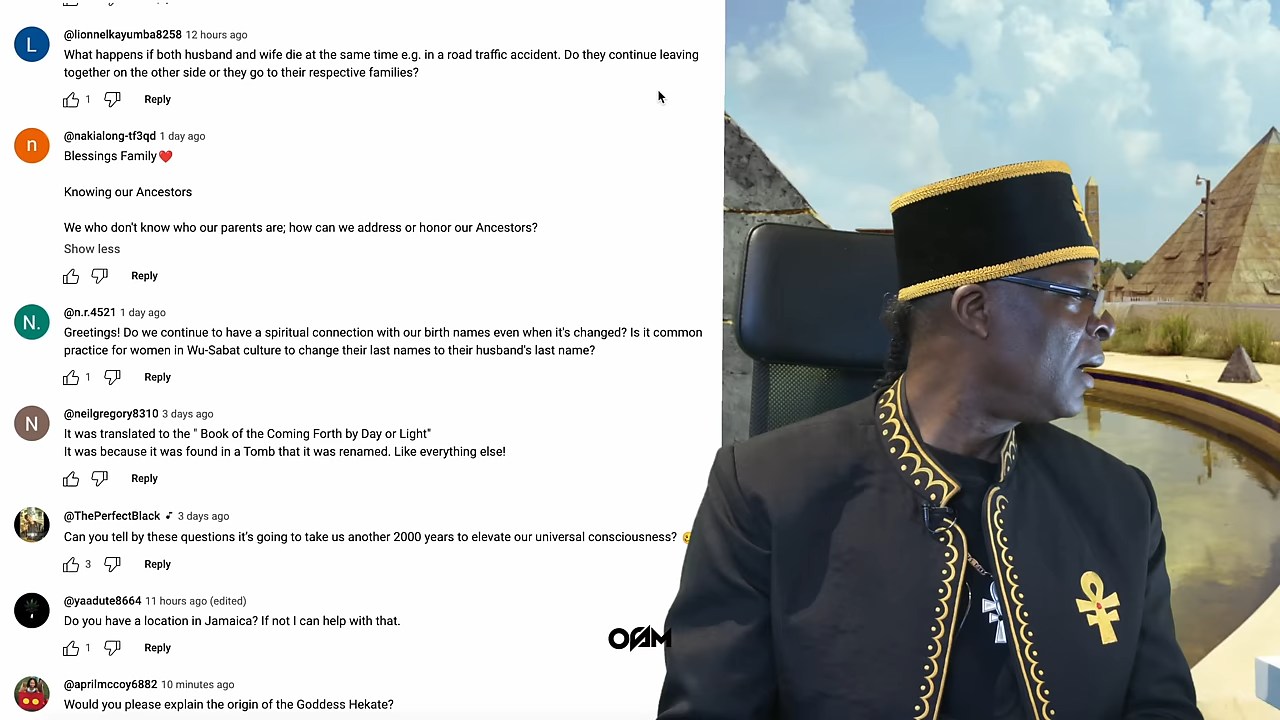 L
@lionnelkayumba8258 12 hours ago
What happens if both husband and wife die at the same time e.g. in a road traffic accident. Do they continue leaving
together on the other side or they go to their respective families?
1 Reply
n
@nakialong-tf3qd 1 day ago
Blessings Family❤️
Knowing our Ancestors
We who don't know who our parents are; how can we address or honor our Ancestors?
Show less
Reply
N.
@n.r.4521 1 day ago
Greetings! Do we continue to have a spiritual connection with our birth names even when it's changed? Is it common
practice for women in Wu-Sabat culture to change their last names to their husband's last name?
1 Reply
N
@neilgregory8310 3 days ago
It was translated to the " Book of the Coming Forth by Day or Light"
It was because it was found in a Tomb that it was renamed. Like everything else!
Reply
@ThePerfectBlack 3 days ago
Can you tell by these questions it's going to take us another 2000 years to elevate our universal consciousness?
3 Reply
@yaadute8664 11 hours ago (edited)
Do you have a location in Jamaica? If not I can help with that.
1 Reply
@aprilmccoy6882 10 minutes ago
Would you please explain the origin of the Goddess Hekate?